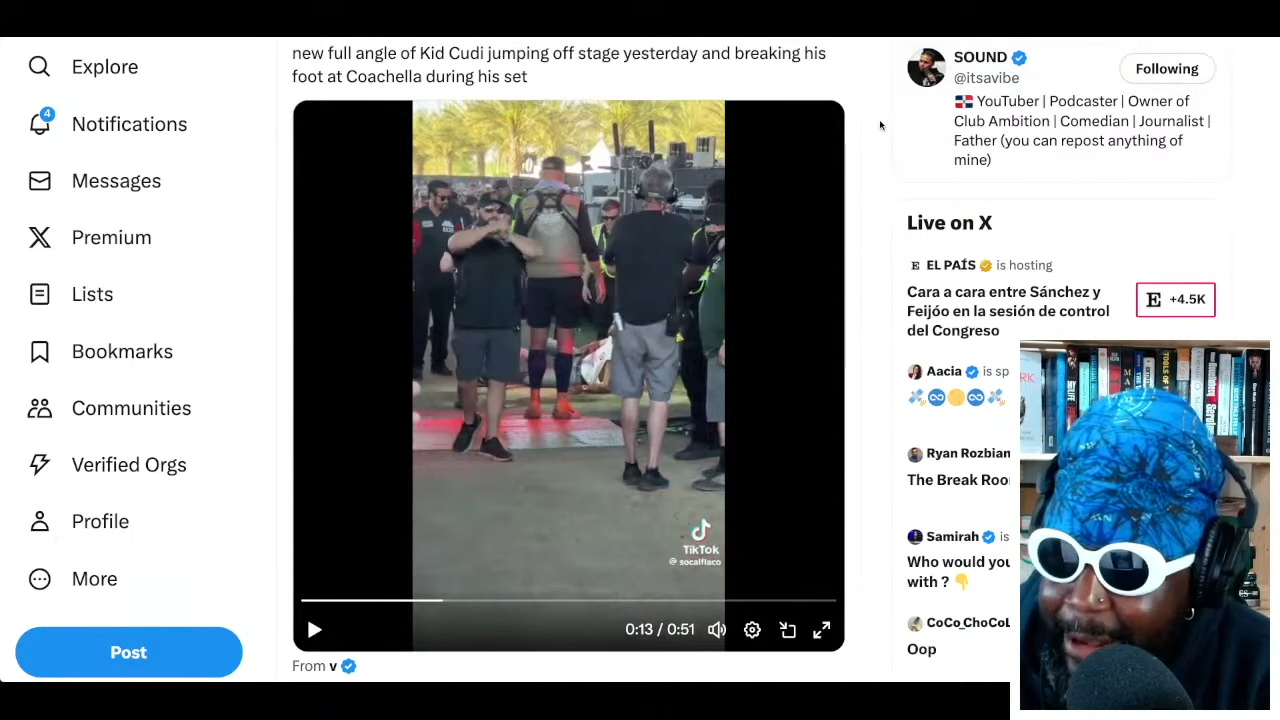 Explore
Notifications
4
Messages
Premium
Lists
Bookmarks
Communities
Verified Orgs
Profile
More
Post
new full angle of Kid Cudi jumping off stage yesterday and breaking his
foot at Coachella during his set
TikTok
@ socalflaco
0:13 / 0:51
From v
SOUND
@itsavibe
Following
🇩🇴 YouTuber | Podcaster | Owner of
Club Ambition | Comedian | Journalist |
Father (you can repost anything of
mine)
Live on X
E EL PAÍS is hosting
Cara a cara entre Sánchez y
Feijóo en la sesión de control
del Congreso
E +4.5K
Aacia is sp
Ryan Rozbian
The Break Roo
Samirah is
Who would you
with ? 👇
CoCo_ChoCoL
Oop